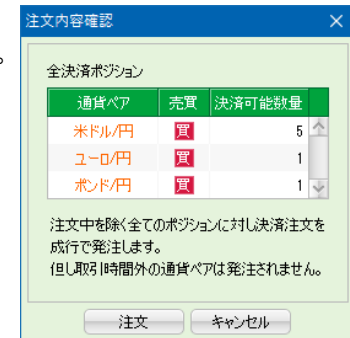 注文内容確認
。
全決済ポジション
通貨ペア 売買 決済可能数量
米ドル/円 買 5
ユーロ/円 買 1
ポンド/円 買 1
注文中を除く全てのポジションに対し決済注文を
成行で発注します。
但し取引時間外の通貨ペアは発注されません。
注文 キャンセル